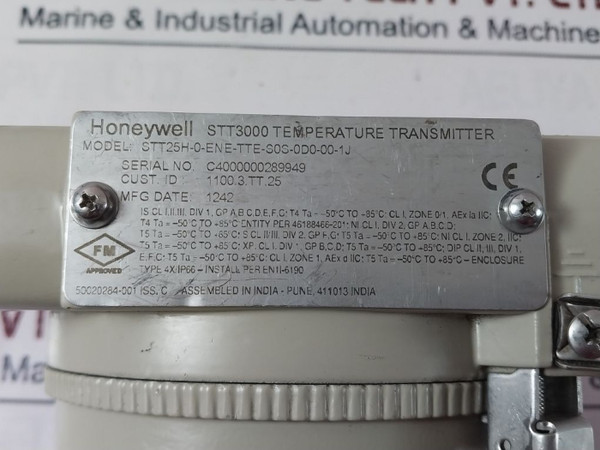 Marine & Industrial Automation & Machine
Honeywell STT3000 TEMPERATURE TRANSMITTER
MODEL: STT25H-0-ENE-TTE-S0S-0D0-00-1J
SERIAL NO C4000000289949
CUST. ID 1100.3.TT.25
MFG DATE 1242
CE
IS CL I,II,III, DIV 1, GP A,B,C,D,E,F,G: T4 Ta = -50°C TO +85°C: CL I, ZONE 0/1, AEx ia IIC:
T4 Ta = -50°C TO +85°C ENTITY PER 46188466-201: NI CL I, DIV 2, GP A,B,C,D:
T5 Ta = -50°C TO +85°C: S CL II/III, DIV 2, GP F,G: T5 Ta = -50°C TO +85°C: NI CL I, ZONE 2, IIC:
T5 Ta = -50°C TO +85°C: XP, CL I, DIV 1, GP B,C,D: T5 Ta = -50°C TO +85°C: DIP CL II, III, DIV 1,
E,F,G: T5 Ta = -50°C TO +85°C: CL I, ZONE 1, AEx d IIC: T5 Ta = -50°C TO +85°C - ENCLOSURE
TYPE 4X/IP66 - INSTALL PER EN1I-6190
FM
APPROVED
50020284-001 ISS. C ASSEMBLED IN INDIA - PUNE, 411013 INDIA